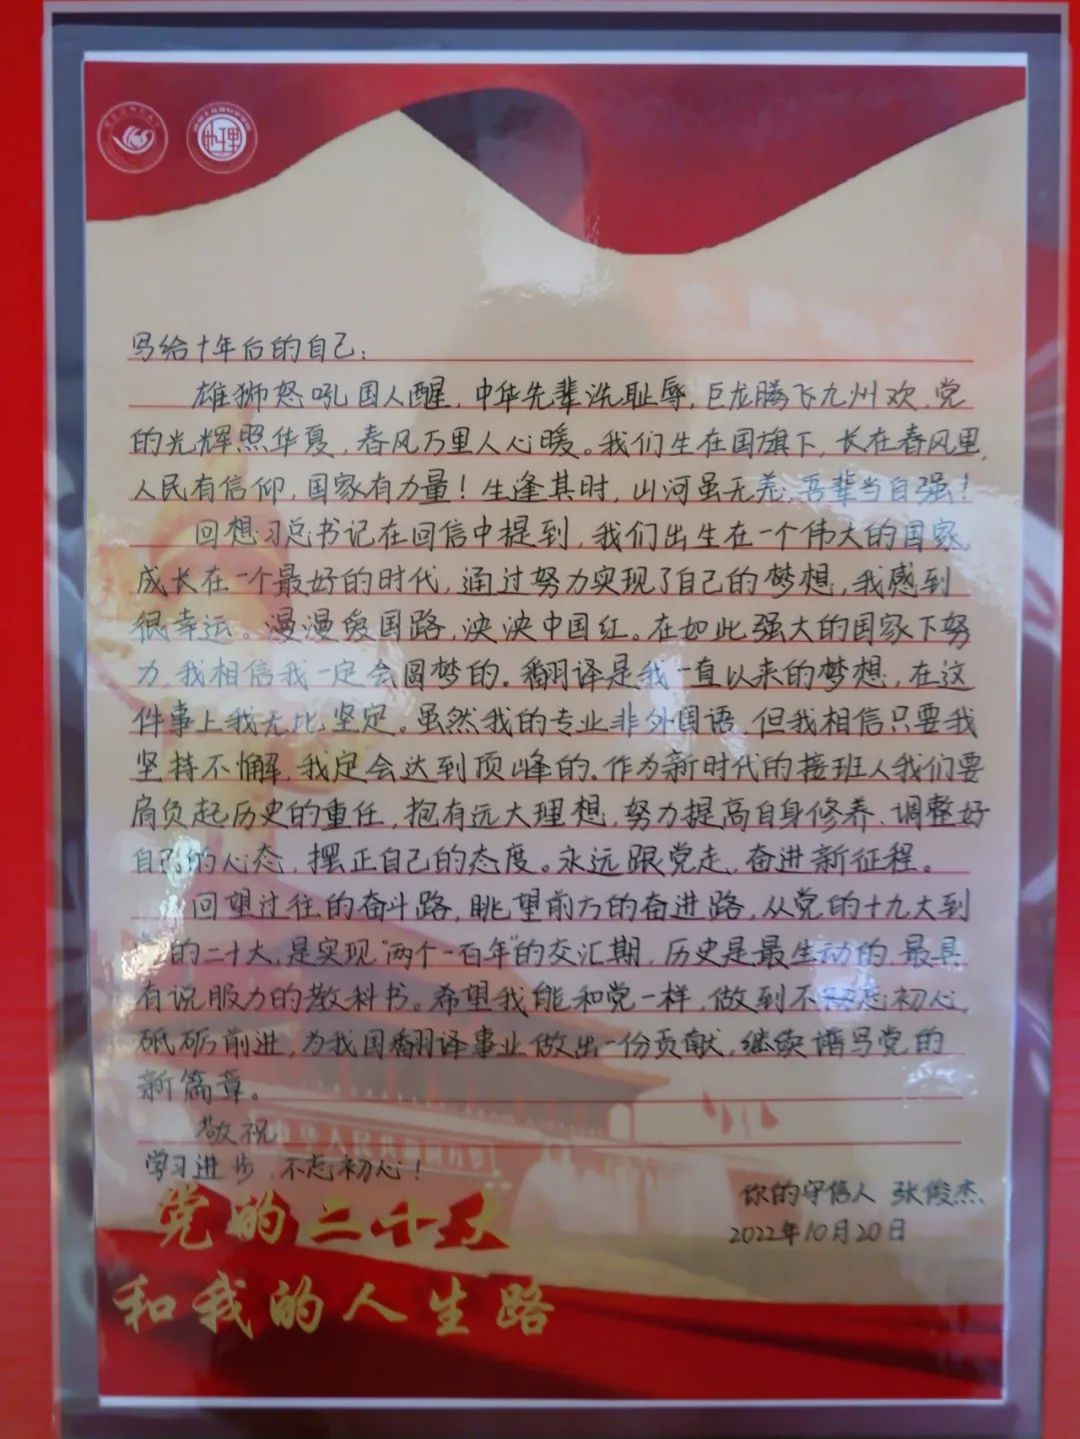 写给十年后的自己：
雄狮怒吼国人醒，中华先辈洗耻辱，巨龙腾飞九州欢，党
的光辉照华夏，春风万里人心暖。我们生在国旗下，长在春风里，
人民有信仰，国家有力量！生逢其时，山河虽无恙，吾辈当自强！
回想习总书记在回信中提到，我们出生在一个伟大的国家，
成长在一个最好的时代，通过努力实现了自己的梦想，我感到
很幸运。漫漫爱国路，泱泱中国红。在如此强大的国家下努
力，我相信我一定会圆梦的。翻译是我一直以来的梦想，在这
件事上我无比坚定。虽然我的专业非外国语，但我相信只要我
坚持不懈，我定会达到顶峰的。作为新时代的接班人我们要
肩负起历史的重任，抱有远大理想，努力提高自身修养，调整好
自己的心态，摆正自己的态度。永远跟党走，奋进新征程。
回望过往的奋斗路，眺望前方的奋进路，从党的十九大到
的二十大，是实现“两个一百年”的交汇期，历史是最生动的、最具
有说服力的教科书。希望我能和党一样，做到不忘初心，
砥砺前进，为我国翻译事业做出一份贡献，继续谱写党的
新篇章。
敬祝
学习进步，不忘初心！
你的守信人 张俊杰
2022年10月20日
党的二十大
和我的人生路